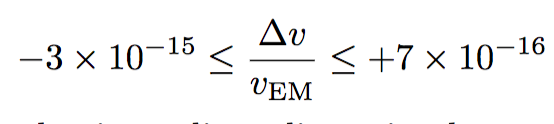 −3 × 10⁻¹⁵ ≤ Δv / v_EM ≤ +7 × 10⁻¹⁶